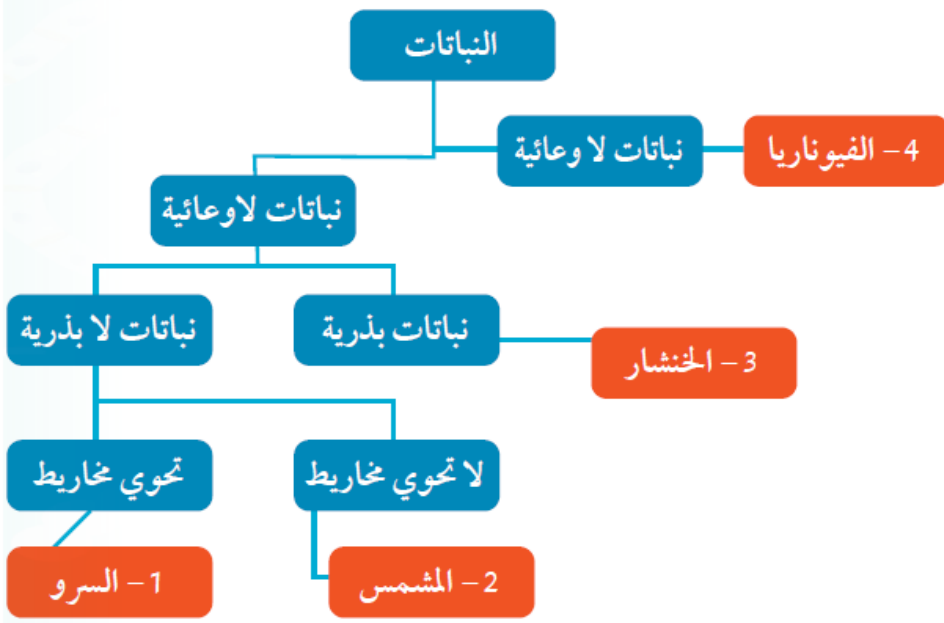 النباتات
نباتات لا وعائية
4- الفيوناريا
نباتات لاوعائية
نباتات لا بذرية
نباتات بذرية
3- الخنشار
تحوي مخاريط
لا تحوي مخاريط
1- السرو
2- المشمس